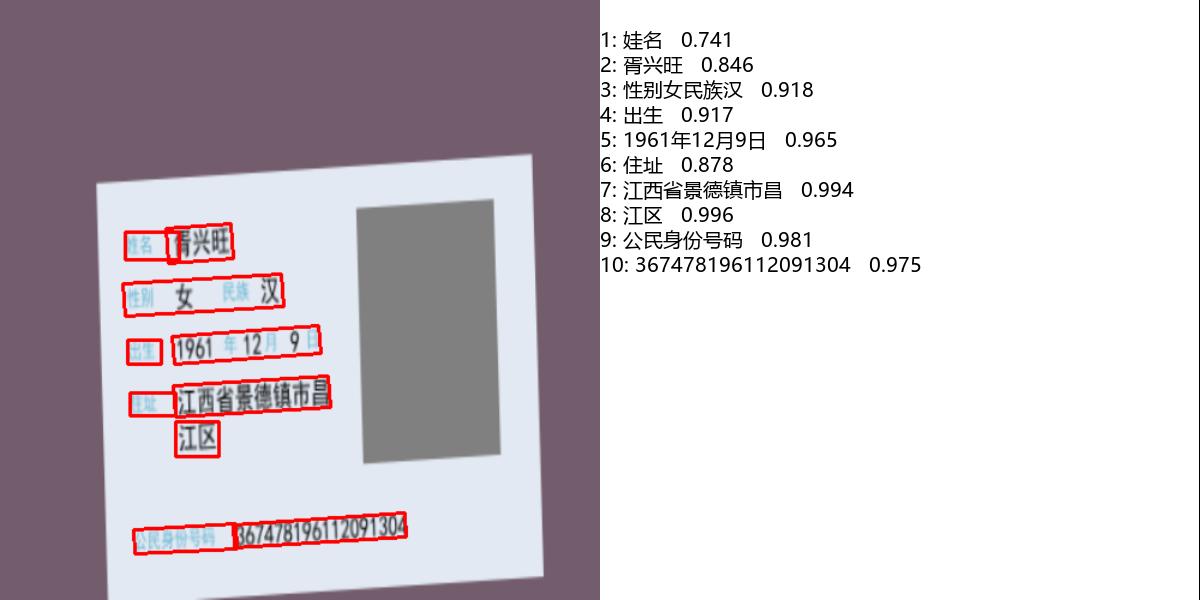 姓名 胥兴旺
性别 女 民族 汉
出生 1961 年 12 月 9 日
住址 江西省景德镇市昌
江区
公民身份号码 367478196112091304
1: 娃名 0.741
2: 胥兴旺 0.846
3: 性别女民族汉 0.918
4: 出生 0.917
5: 1961年12月9日 0.965
6: 住址 0.878
7: 江西省景德镇市昌 0.994
8: 江区 0.996
9: 公民身份号码 0.981
10: 367478196112091304 0.975